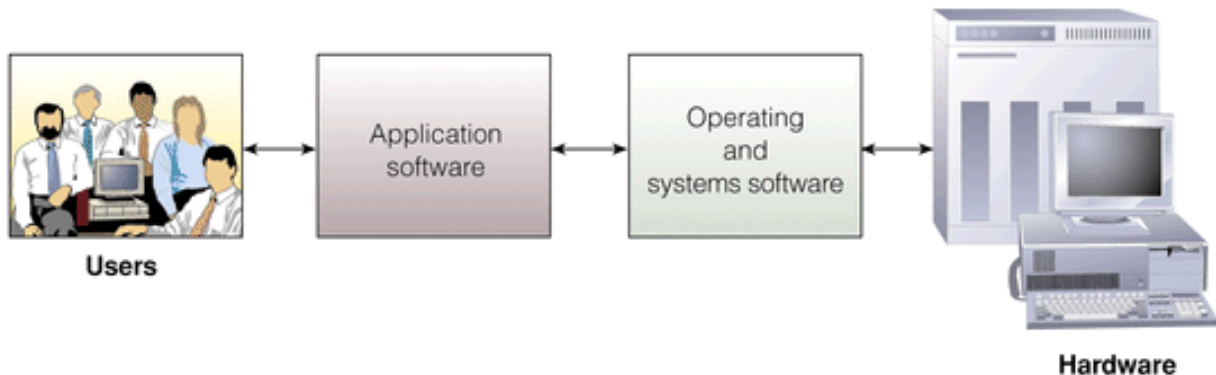 Application
software
Operating
and
systems software
Users
Hardware